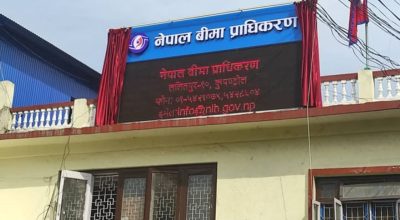 नेपाल बीमा प्राधिकरण
नेपाल बीमा प्राधिकरण
ललितपुर-१०, कुपण्डोल
info@nib.gov.np